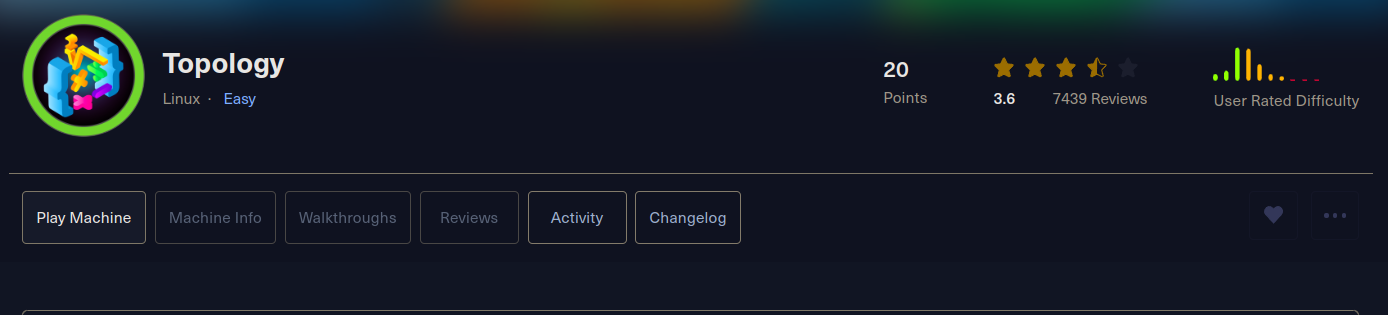 Topology
Linux · Easy
20
Points
3.6 7439 Reviews
User Rated Difficulty
Play Machine Machine Info Walkthroughs Reviews Activity Changelog